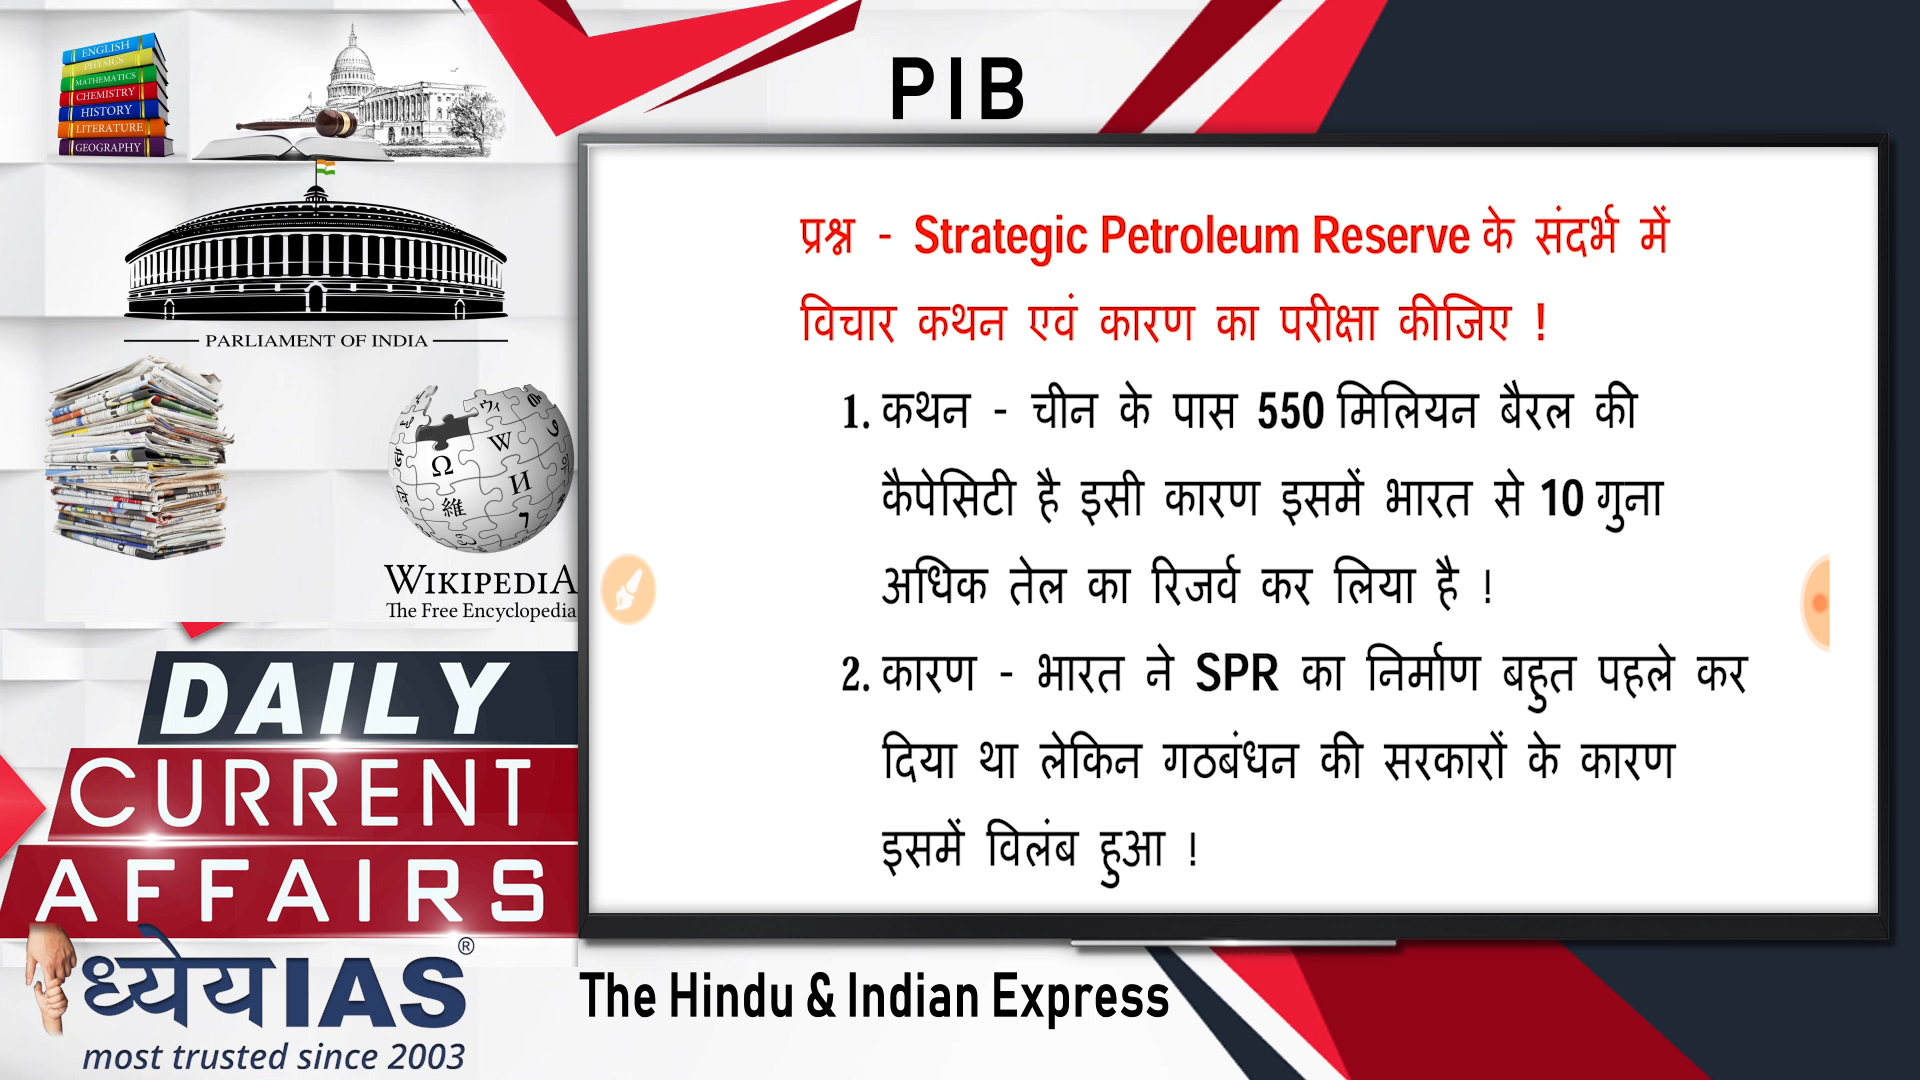 PIB
ENGLISH
PHYSICS
MATHEMATICS
CHEMISTRY
HISTORY
LITERATURE
GEOGRAPHY
PARLIAMENT OF INDIA
WIKIPEDIA
The Free Encyclopedia
DAILY
CURRENT
AFFAIRS
ध्येयIAS®
most trusted since 2003
प्रश्न - Strategic Petroleum Reserve के संदर्भ में
विचार कथन एवं कारण का परीक्षा कीजिए !
1. कथन - चीन के पास 550 मिलियन बैरल की
कैपेसिटी है इसी कारण इसमें भारत से 10 गुना
अधिक तेल का रिजर्व कर लिया है !
2. कारण - भारत ने SPR का निर्माण बहुत पहले कर
दिया था लेकिन गठबंधन की सरकारों के कारण
इसमें विलंब हुआ !
The Hindu & Indian Express